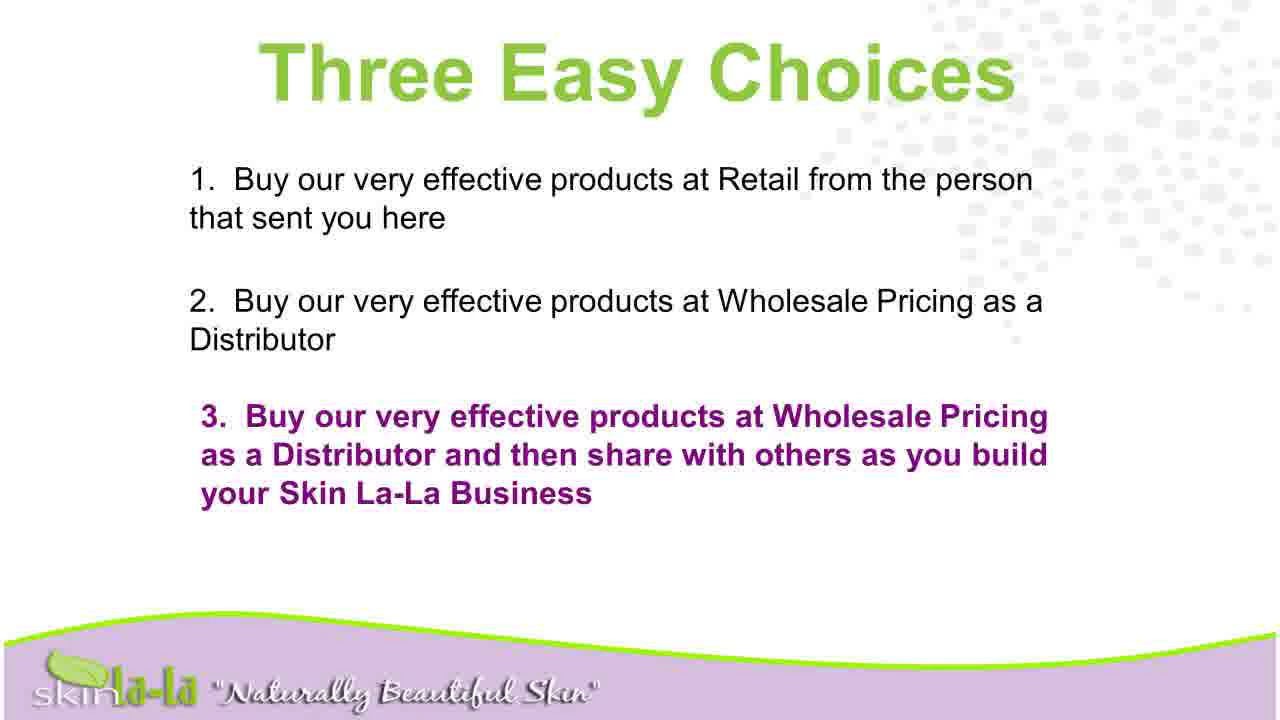 Three Easy Choices
1. Buy our very effective products at Retail from the person
that sent you here
2. Buy our very effective products at Wholesale Pricing as a
Distributor
3. Buy our very effective products at Wholesale Pricing
as a Distributor and then share with others as you build
your Skin La-La Business
skin la-la "Naturally Beautiful Skin"